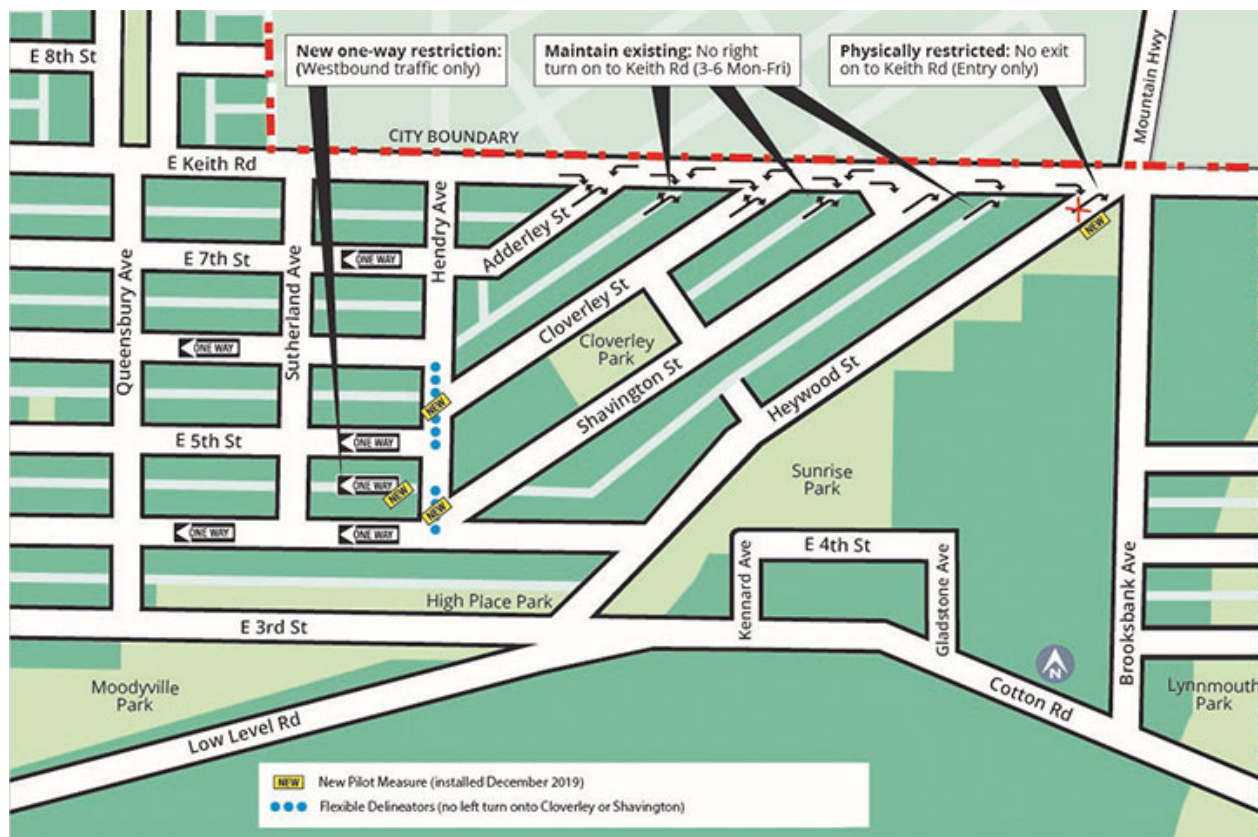 E 8th St
New one-way restriction:
(Westbound traffic only)
Maintain existing: No right
turn on to Keith Rd (3-6 Mon-Fri)
Physically restricted: No exit
on to Keith Rd (Entry only)
Mountain Hwy
CITY BOUNDARY
E Keith Rd
Hendry Ave
Adderley St
NEW
E 7th St
ONE WAY
Queensbury Ave
Sutherland Ave
Cloverley St
Cloverley
Park
ONE WAY
Shavington St
Heywood St
NEW
E 5th St
ONE WAY
Sunrise
Park
ONE WAY
NEW
NEW
ONE WAY
ONE WAY
E 4th St
Kennard Ave
Gladstone Ave
Brooksbank Ave
High Place Park
E 3rd St
N
Moodyville
Park
Lynnmouth
Park
Cotton Rd
Low Level Rd
NEW New Pilot Measure (installed December 2019)
Flexible Delineators (no left turn onto Cloverley or Shavington)